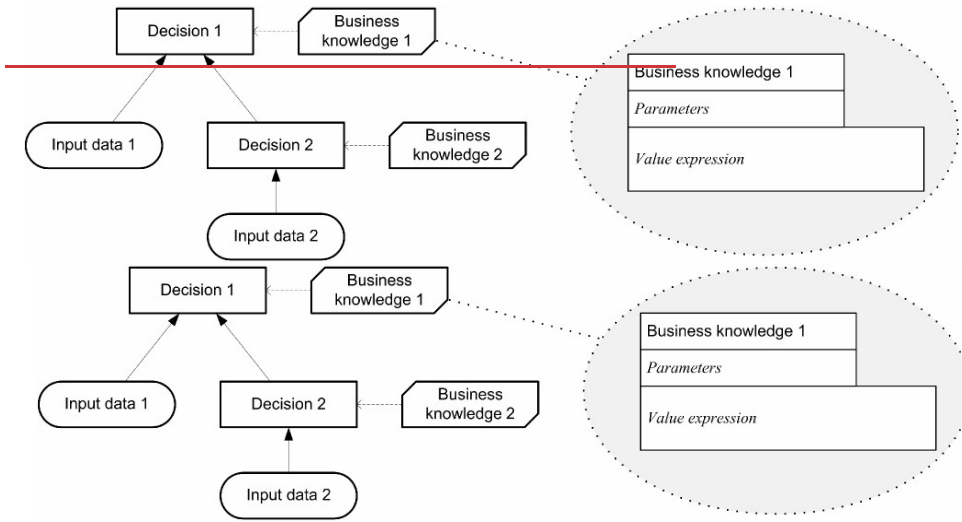 Decision 1
Business
knowledge 1
Business knowledge 1
Parameters
Value expression
Input data 1
Decision 2
Business
knowledge 2
Input data 2
Decision 1
Business
knowledge 1
Business knowledge 1
Parameters
Value expression
Input data 1
Decision 2
Business
knowledge 2
Input data 2